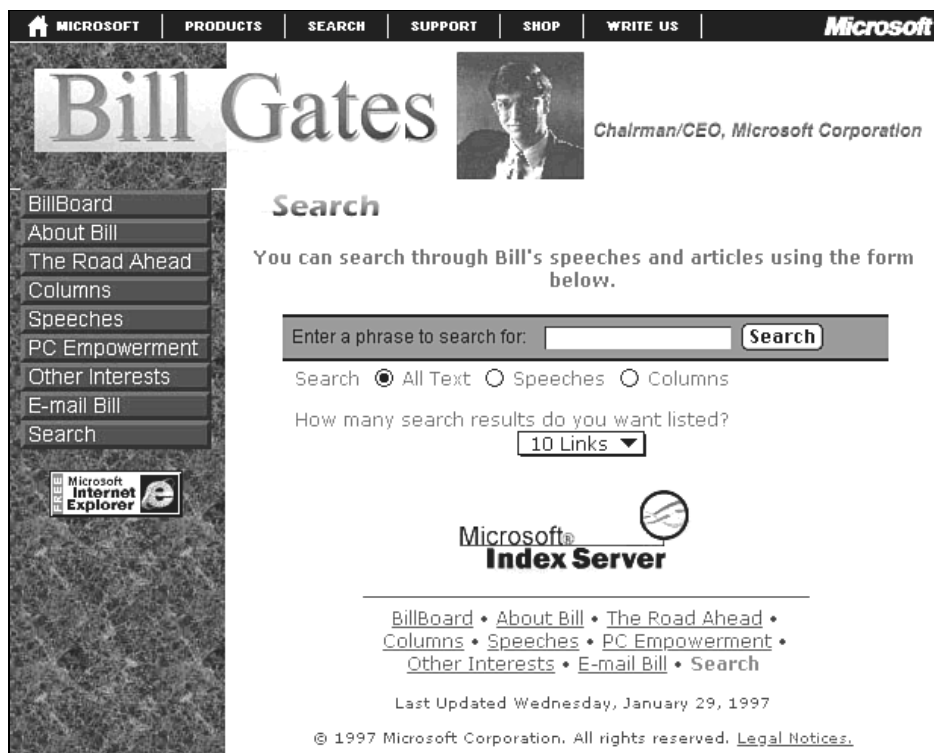 MICROSOFT PRODUCTS SEARCH SUPPORT SHOP WRITE US Microsoft
Bill Gates
Chairman/CEO, Microsoft Corporation
BillBoard
About Bill
The Road Ahead
Columns
Speeches
PC Empowerment
Other Interests
E-mail Bill
Search
FREE
Microsoft
Internet
Explorer
Search
You can search through Bill's speeches and articles using the form
below.
Enter a phrase to search for: Search
Search All Text Speeches Columns
How many search results do you want listed?
10 Links
Microsoft®
Index Server
BillBoard • About Bill • The Road Ahead •
Columns • Speeches • PC Empowerment •
Other Interests • E-mail Bill • Search
Last Updated Wednesday, January 29, 1997
© 1997 Microsoft Corporation. All rights reserved. Legal Notices.